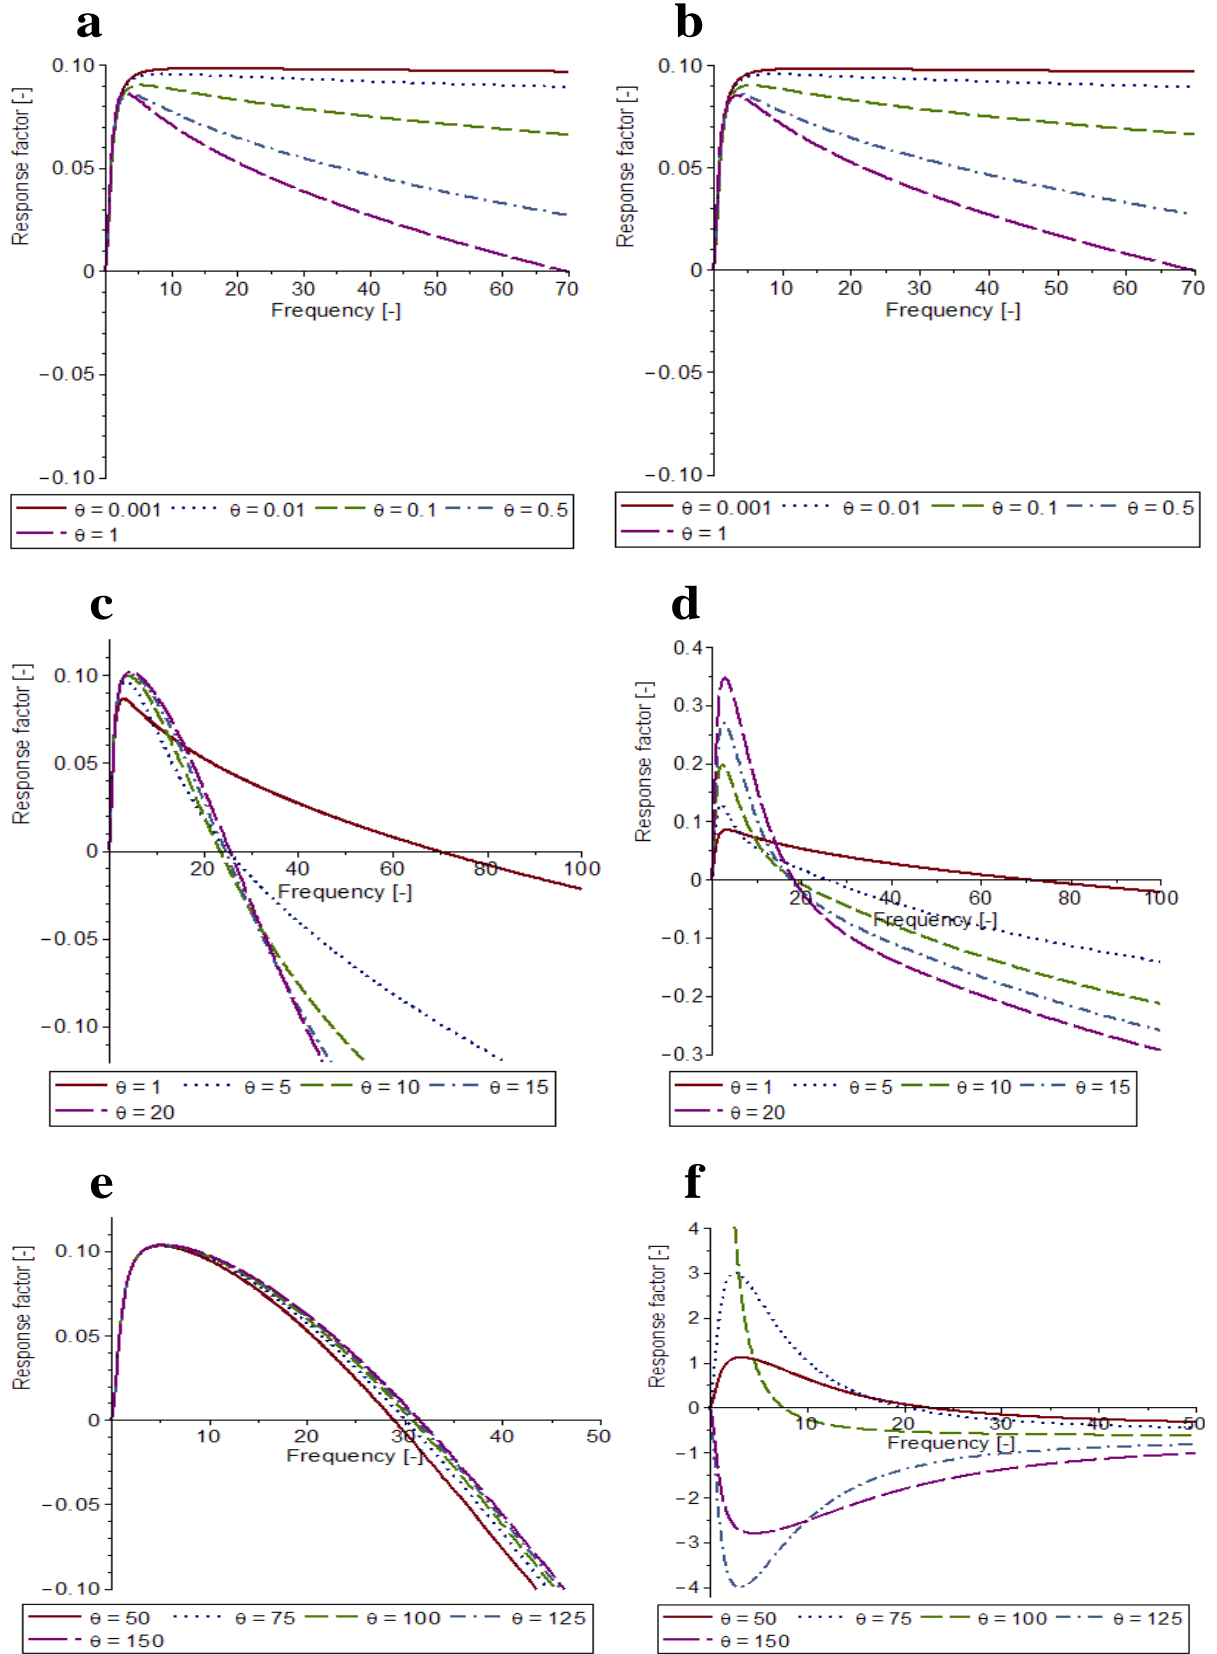 a
b
0.10
0.05
0
−0.05
−0.10
Response factor [-]
10 20 30 40 50 60 70
Frequency [-]
θ = 0.001 θ = 0.01 θ = 0.1 θ = 0.5
θ = 1
0.10
0.05
0
−0.05
−0.10
Response factor [-]
10 20 30 40 50 60 70
Frequency [-]
θ = 0.001 θ = 0.01 θ = 0.1 θ = 0.5
θ = 1
c
d
0.10
0.05
0
−0.05
−0.10
Response factor [-]
20 40 60 80 100
Frequency [-]
θ = 1 θ = 5 θ = 10 θ = 15
θ = 20
0.4
0.3
0.2
0.1
0
−0.1
−0.2
−0.3
Response factor [-]
20 40 60 80 100
Frequency [-]
θ = 1 θ = 5 θ = 10 θ = 15
θ = 20
e
f
0.10
0.05
0
−0.05
−0.10
Response factor [-]
10 20 30 40 50
Frequency [-]
θ = 50 θ = 75 θ = 100 θ = 125
θ = 150
4
3
2
1
0
−1
−2
−3
−4
Response factor [-]
10 20 30 40 50
Frequency [-]
θ = 50 θ = 75 θ = 100 θ = 125
θ = 150